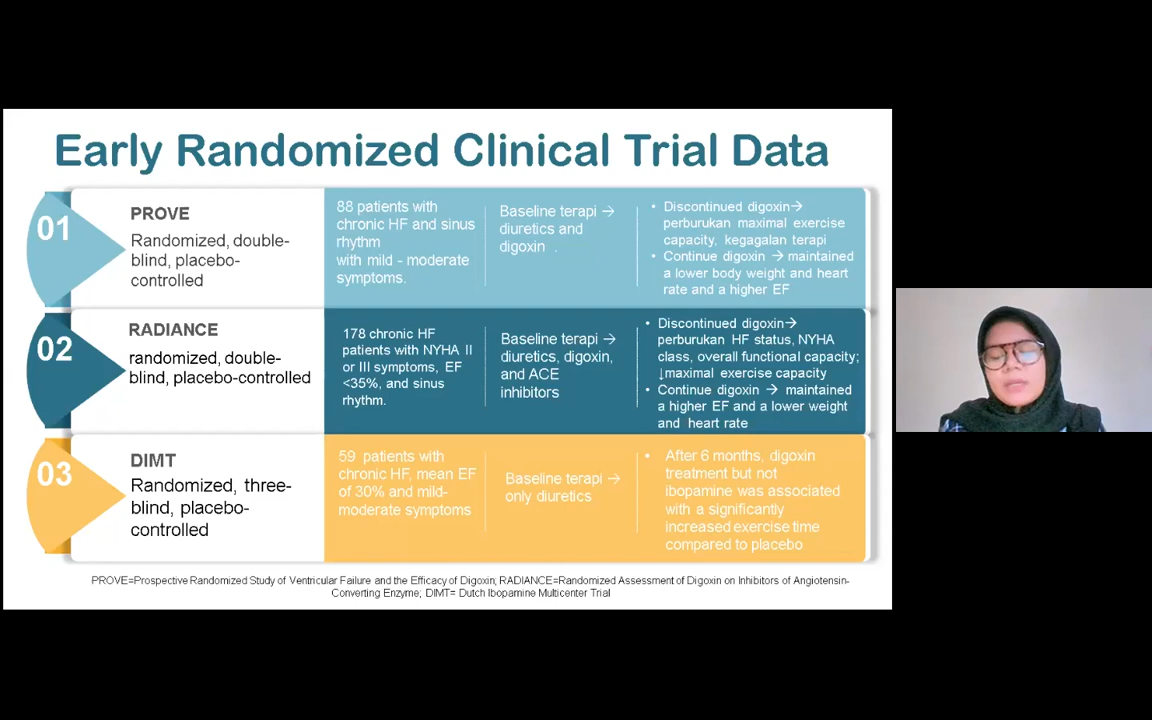 Early Randomized Clinical Trial Data
01
PROVE
Randomized, double-
blind, placebo-
controlled
88 patients with
chronic HF and sinus
rhythm
with mild - moderate
symptoms.
Baseline terapi →
diuretics and
digoxin .
• Discontinued digoxin→
perburukan maximal exercise
capacity, kegagalan terapi
• Continue digoxin → maintained
a lower body weight and heart
rate and a higher EF
02
RADIANCE
randomized, double-
blind, placebo-controlled
178 chronic HF
patients with NYHA II
or III symptoms, EF
<35%, and sinus
rhythm.
Baseline terapi →
diuretics, digoxin,
and ACE
inhibitors
• Discontinued digoxin→
perburukan HF status, NYHA
class, overall functional capacity;
↓maximal exercise capacity
• Continue digoxin → maintained
a higher EF and a lower weight
and heart rate
03
DIMT
Randomized, three-
blind, placebo-
controlled
59 patients with
chronic HF, mean EF
of 30% and mild-
moderate symptoms
Baseline terapi →
only diuretics
• After 6 months, digoxin
treatment but not
ibopamine was associated
with a significantly
increased exercise time
compared to placebo
PROVE=Prospective Randomized Study of Ventricular Failure and the Efficacy of Digoxin; RADIANCE=Randomized Assessment of Digoxin on Inhibitors of Angiotensin-
Converting Enzyme; DIMT= Dutch Ibopamine Multicenter Trial